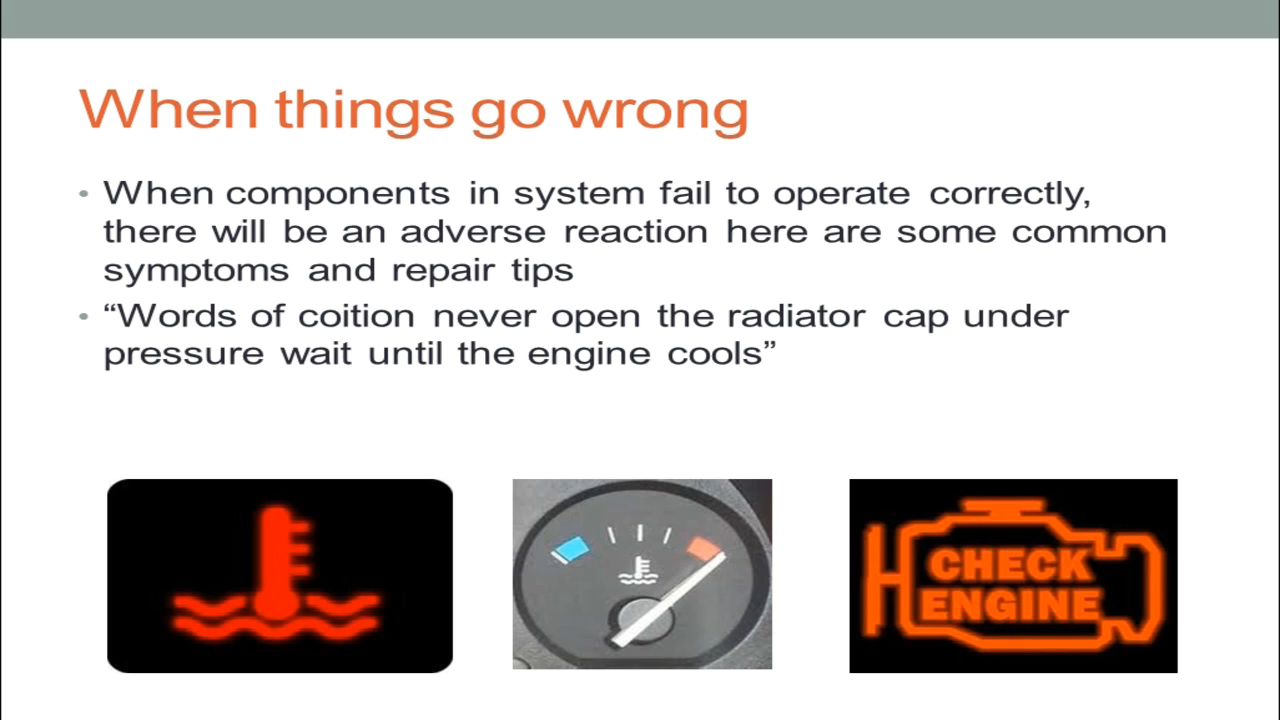 When things go wrong
• When components in system fail to operate correctly,
there will be an adverse reaction here are some common
symptoms and repair tips
• “Words of coition never open the radiator cap under
pressure wait until the engine cools”
CHECK
ENGINE